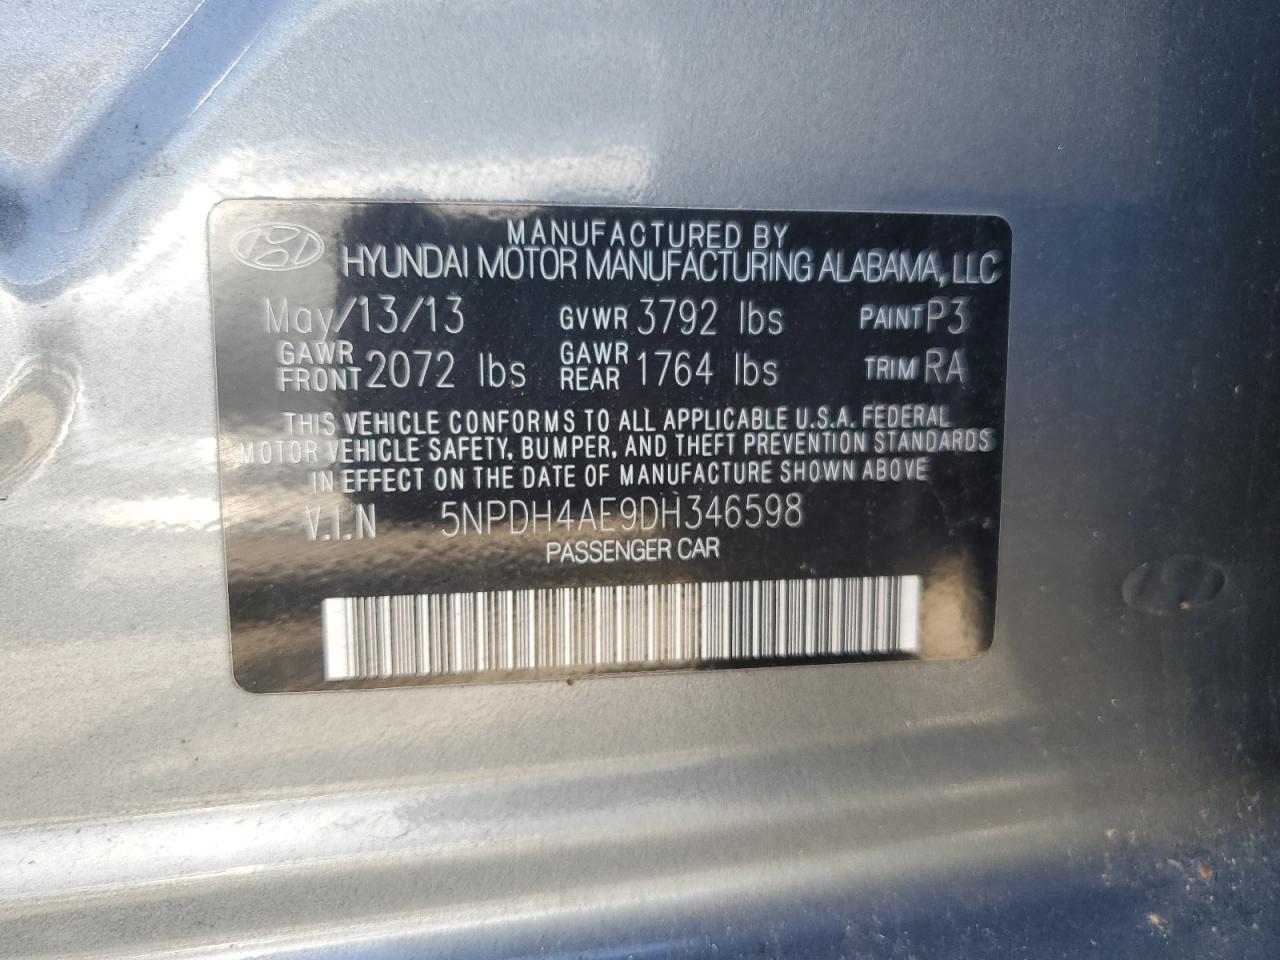 MANUFACTURED BY
HYUNDAI MOTOR MANUFACTURING ALABAMA, LLC
May/13/13 GVWR 3792 lbs PAINT P3
GAWR FRONT 2072 lbs GAWR REAR 1764 lbs TRIM RA
THIS VEHICLE CONFORMS TO ALL APPLICABLE U.S.A. FEDERAL
MOTOR VEHICLE SAFETY, BUMPER, AND THEFT PREVENTION STANDARDS
IN EFFECT ON THE DATE OF MANUFACTURE SHOWN ABOVE
V.I.N 5NPDH4AE9DH346598
PASSENGER CAR